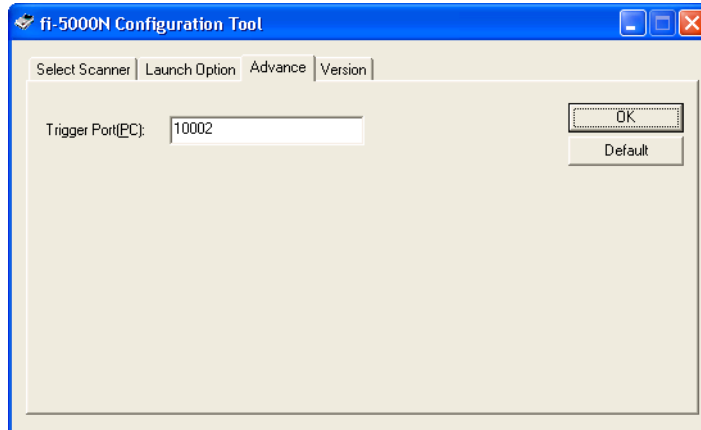 fi-5000N Configuration Tool
Select Scanner Launch Option Advance Version
Trigger Port(PC): 10002
OK
Default